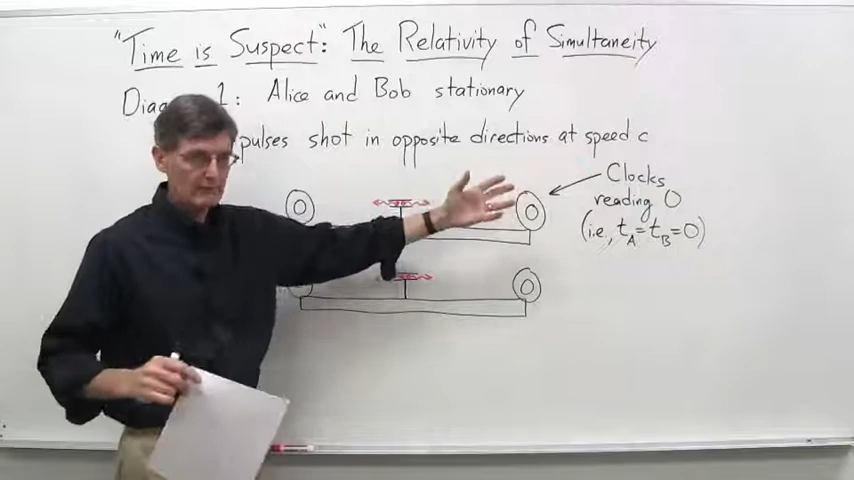 "Time is Suspect": The Relativity of Simultaneity
1: Alice and Bob stationary
pulses shot in opposite directions at speed c
Clocks
reading 0
(i.e., tA=tB=0)